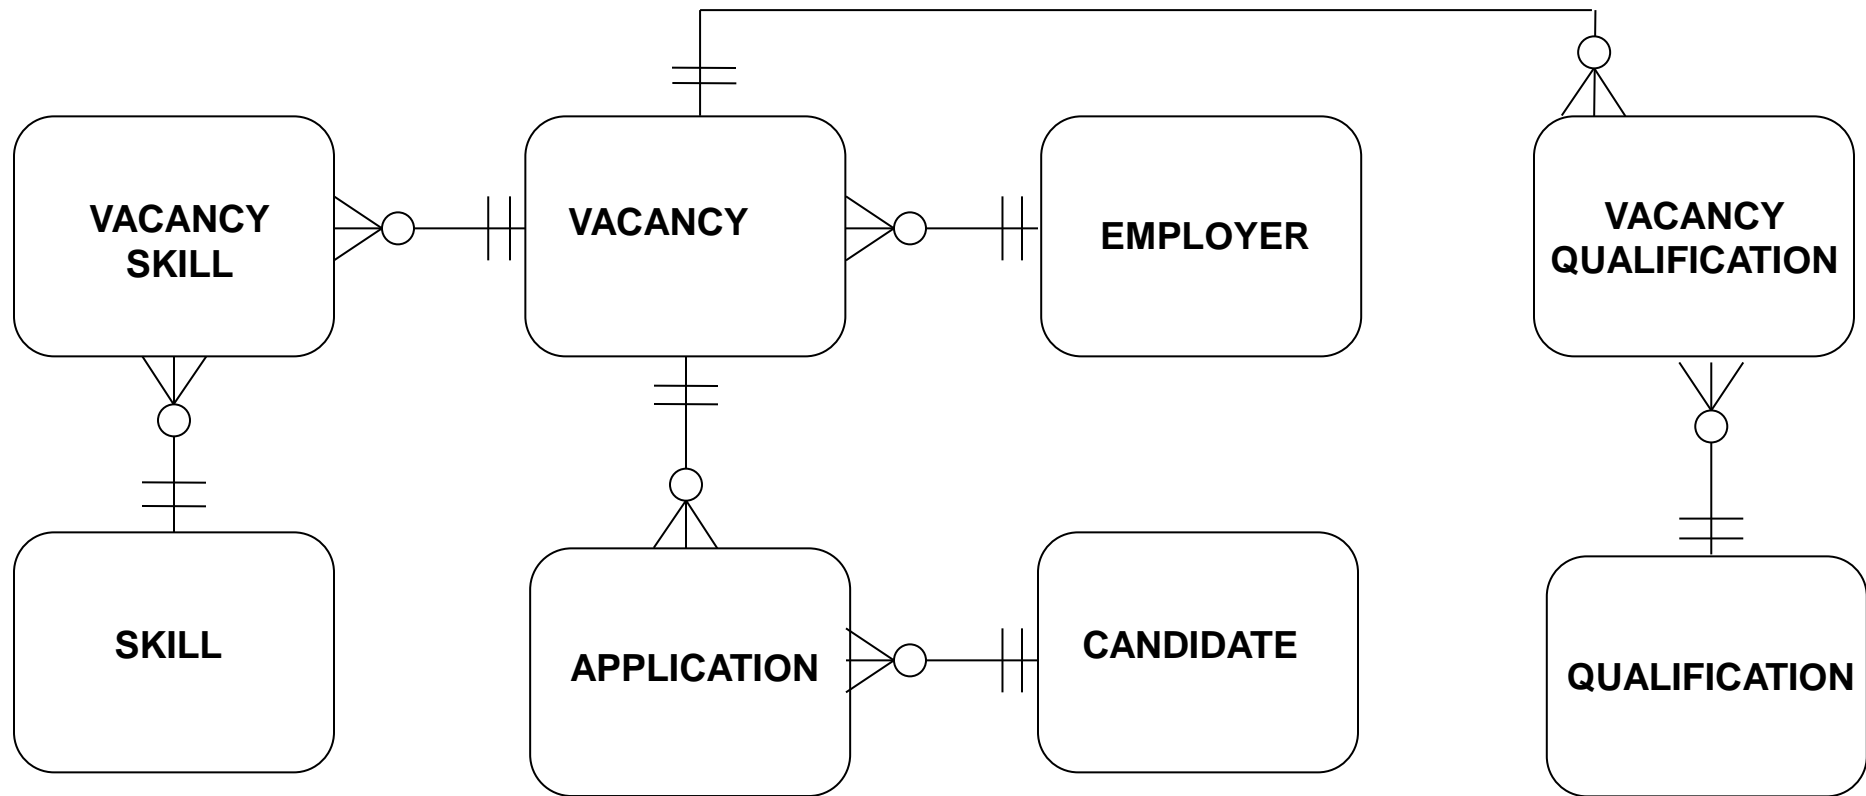 VACANCY
SKILL
VACANCY
EMPLOYER
VACANCY
QUALIFICATION
SKILL
APPLICATION
CANDIDATE
QUALIFICATION